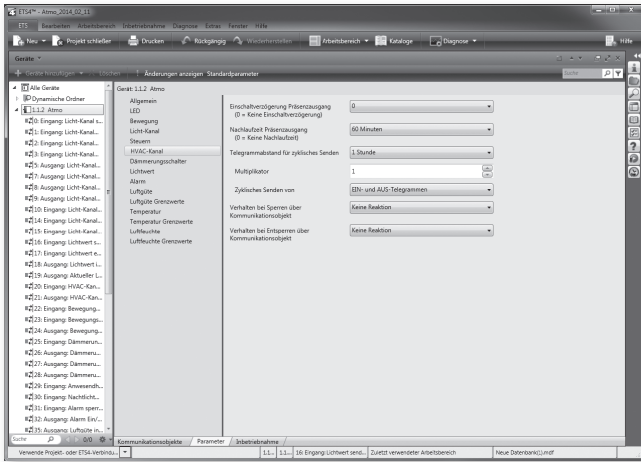 ETS4™ - Atmo_2014_02_11
ETS Bearbeiten Arbeitsbereich Inbetriebnahme Diagnose Extras Fenster Hilfe
Neu Projekt schließen Drucken Rückgängig Wiederherstellen Arbeitsbereich Kataloge Diagnose Hilfe
Geräte
Geräte hinzufügen Löschen Änderungen anzeigen Standardparameter Suche
Alle Geräte
Dynamische Ordner
1.1.2 Atmo
0: Eingang: Licht-Kanal s...
1: Eingang: Licht-Kanal...
2: Eingang: Licht-Kanal...
3: Eingang: Licht-Kanal...
5: Ausgang: Licht-Kanal...
7: Ausgang: Licht-Kanal...
8: Ausgang: Licht-Kanal...
9: Ausgang: Licht-Kanal...
10: Eingang: Licht-Kanal...
14: Eingang: Licht-Kanal...
15: Eingang: Licht-Kanal...
16: Eingang: Lichtwert s...
17: Eingang: Lichtwert e...
18: Ausgang: Lichtwert i...
19: Ausgang: Aktueller L...
20: Eingang: HVAC-Kan...
21: Ausgang: HVAC-Kan...
22: Eingang: Bewegung...
23: Eingang: Bewegungs...
24: Ausgang: Bewegung...
25: Eingang: Dämmerun...
26: Ausgang: Dämmeru...
27: Ausgang: Dämmeru...
28: Ausgang: Dämmeru...
29: Eingang: Anwesendh...
30: Eingang: Nachtlicht...
31: Eingang: Alarm sperr...
32: Ausgang: Alarm Ein/...
35: Ausgang: Luftgüte in...
Suche 0/0
Gerät: 1.1.2 Atmo
Allgemein
LED
Bewegung
Licht-Kanal
Steuern
HVAC-Kanal
Dämmerungsschalter
Lichtwert
Alarm
Luftgüte
Luftgüte Grenzwerte
Temperatur
Temperatur Grenzwerte
Luftfeuchte
Luftfeuchte Grenzwerte
Einschaltverzögerung Präsenzausgang 0
(0 = Keine Einschaltverzögerung)
Nachlaufzeit Präsenzausgang 60 Minuten
(0 = Keine Nachlaufzeit)
Telegrammabstand für zyklisches Senden 1 Stunde
Multiplikator 1
Zyklisches Senden von EIN- und AUS-Telegrammen
Verhalten bei Sperren über Keine Reaktion
Kommunikationsobjekt
Verhalten bei Entsperren über Keine Reaktion
Kommunikationsobjekt
Kommunikationsobjekte Parameter Inbetriebnahme
Verwende Projekt- oder ETS4-Verbindu... 1.1... 1.1... 16: Eingang: Lichtwert send... Zuletzt verwendeter Arbeitsbereich Neue Datenbank(1).mdf